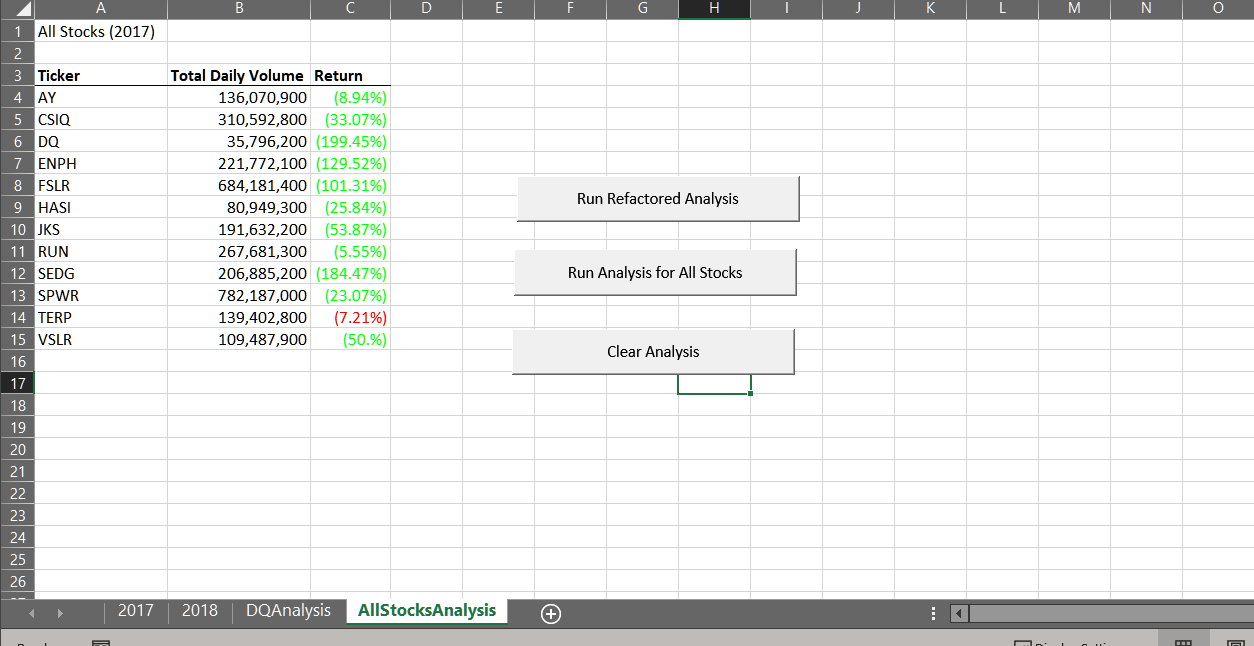 A B C D E F G H I J K L M N O
1 All Stocks (2017)
2
3 Ticker Total Daily Volume Return
4 AY 136,070,900 (8.94%)
5 CSIQ 310,592,800 (33.07%)
6 DQ 35,796,200 (199.45%)
7 ENPH 221,772,100 (129.52%)
8 FSLR 684,181,400 (101.31%)
9 HASI 80,949,300 (25.84%)
Run Refactored Analysis
10 JKS 191,632,200 (53.87%)
11 RUN 267,681,300 (5.55%)
12 SEDG 206,885,200 (184.47%)
Run Analysis for All Stocks
13 SPWR 782,187,000 (23.07%)
14 TERP 139,402,800 (7.21%)
15 VSLR 109,487,900 (50.%)
Clear Analysis
16
17
18
19
20
21
22
23
24
25
26
2017 2018 DQAnalysis AllStocksAnalysis